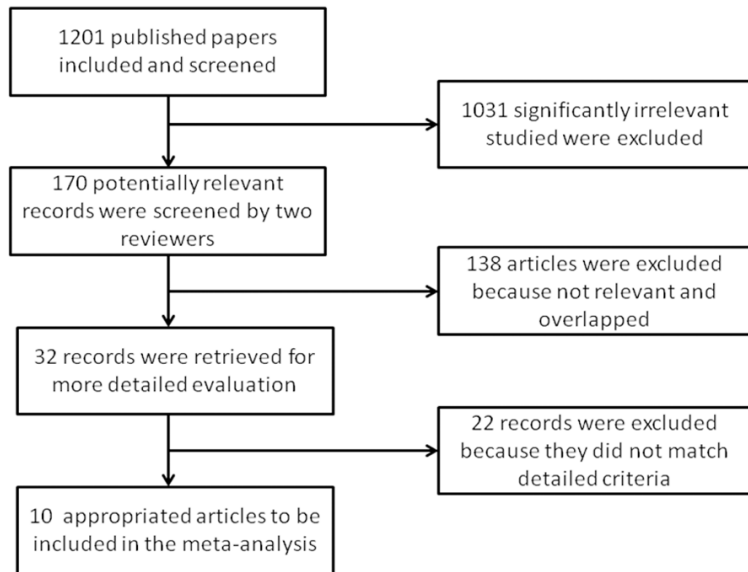 1201 published papers
included and screened
1031 significantly irrelevant
studied were excluded
170 potentially relevant
records were screened by two
reviewers
138 articles were excluded
because not relevant and
overlapped
32 records were retrieved for
more detailed evaluation
22 records were excluded
because they did not match
detailed criteria
10 appropriated articles to be
included in the meta-analysis